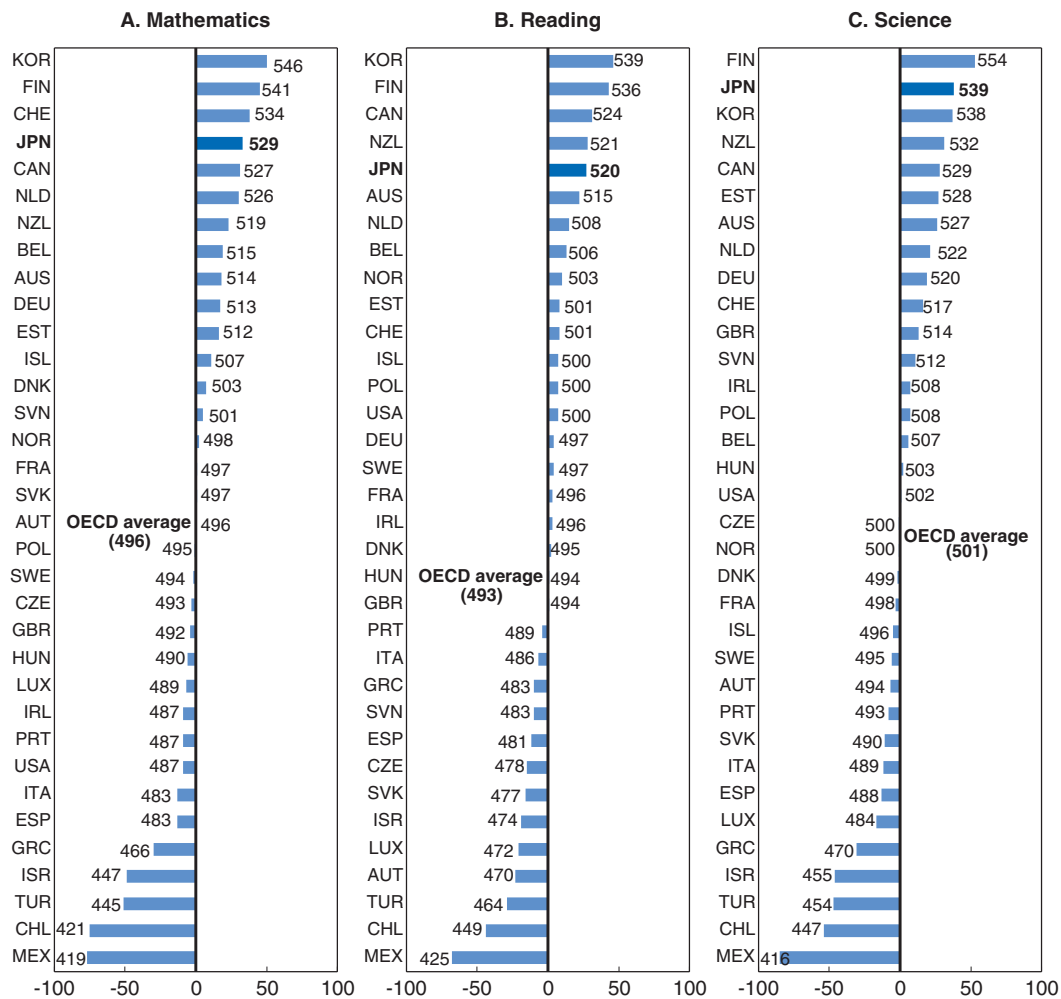 A. Mathematics
KOR 546
FIN 541
CHE 534
JPN 529
CAN 527
NLD 526
NZL 519
BEL 515
AUS 514
DEU 513
EST 512
ISL 507
DNK 503
SVN 501
NOR 498
FRA 497
SVK 497
AUT 496
OECD average
(496)
POL 495
SWE 494
CZE 493
GBR 492
HUN 490
LUX 489
IRL 487
PRT 487
USA 487
ITA 483
ESP 483
GRC 466
ISR 447
TUR 445
CHL 421
MEX 419
-100 -50 0 50 100
B. Reading
KOR 539
FIN 536
CAN 524
NZL 521
JPN 520
AUS 515
NLD 508
BEL 506
NOR 503
EST 501
CHE 501
ISL 500
POL 500
USA 500
DEU 497
SWE 497
FRA 496
IRL 496
DNK 495
HUN 494
OECD average
(493)
GBR 494
PRT 489
ITA 486
GRC 483
SVN 483
ESP 481
CZE 478
SVK 477
ISR 474
LUX 472
AUT 470
TUR 464
CHL 449
MEX 425
-100 -50 0 50 100
C. Science
FIN 554
JPN 539
KOR 538
NZL 532
CAN 529
EST 528
AUS 527
NLD 522
DEU 520
CHE 517
GBR 514
SVN 512
IRL 508
POL 508
BEL 507
HUN 503
USA 502
CZE 500
OECD average
(501)
NOR 500
DNK 499
FRA 498
ISL 496
SWE 495
AUT 494
PRT 493
SVK 490
ITA 489
ESP 488
LUX 484
GRC 470
ISR 455
TUR 454
CHL 447
MEX 416
-100 -50 0 50 100